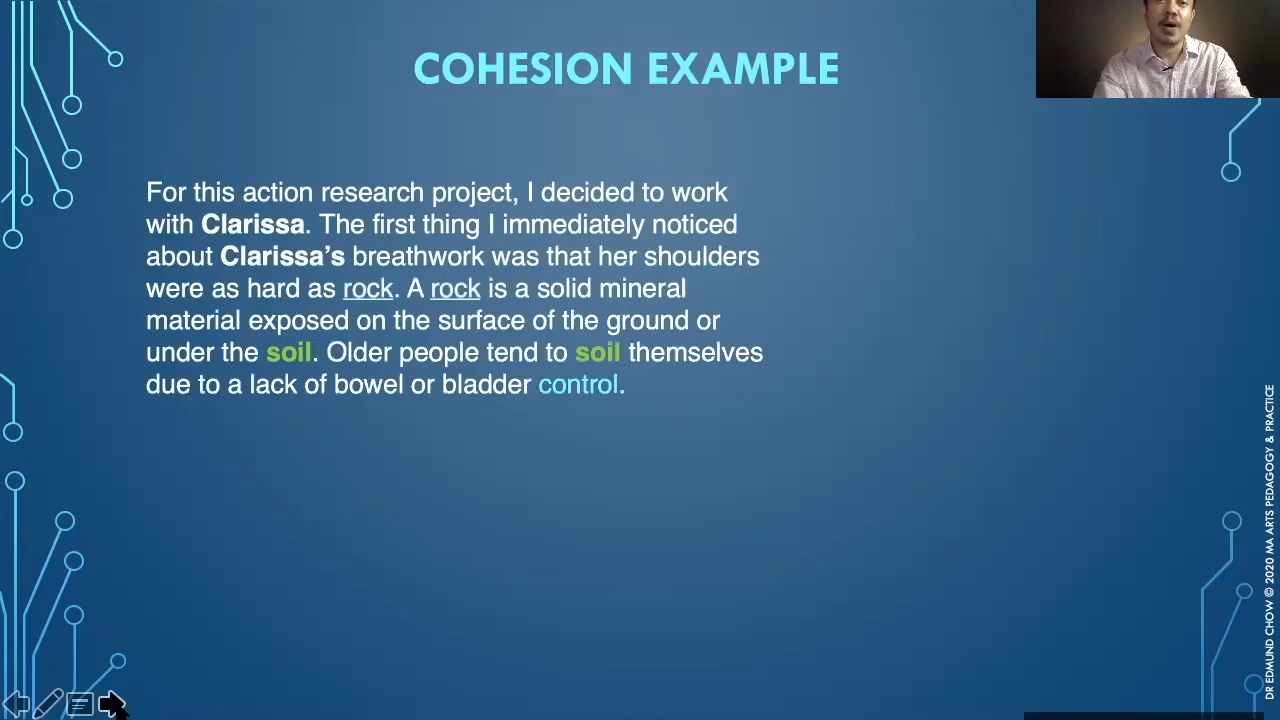 COHESION EXAMPLE
For this action research project, I decided to work
with Clarissa. The first thing I immediately noticed
about Clarissa’s breathwork was that her shoulders
were as hard as rock. A rock is a solid mineral
material exposed on the surface of the ground or
under the soil. Older people tend to soil themselves
due to a lack of bowel or bladder control.
DR EDMUND CHOW © 2020 MA ARTS PEDAGOGY & PRACTICE